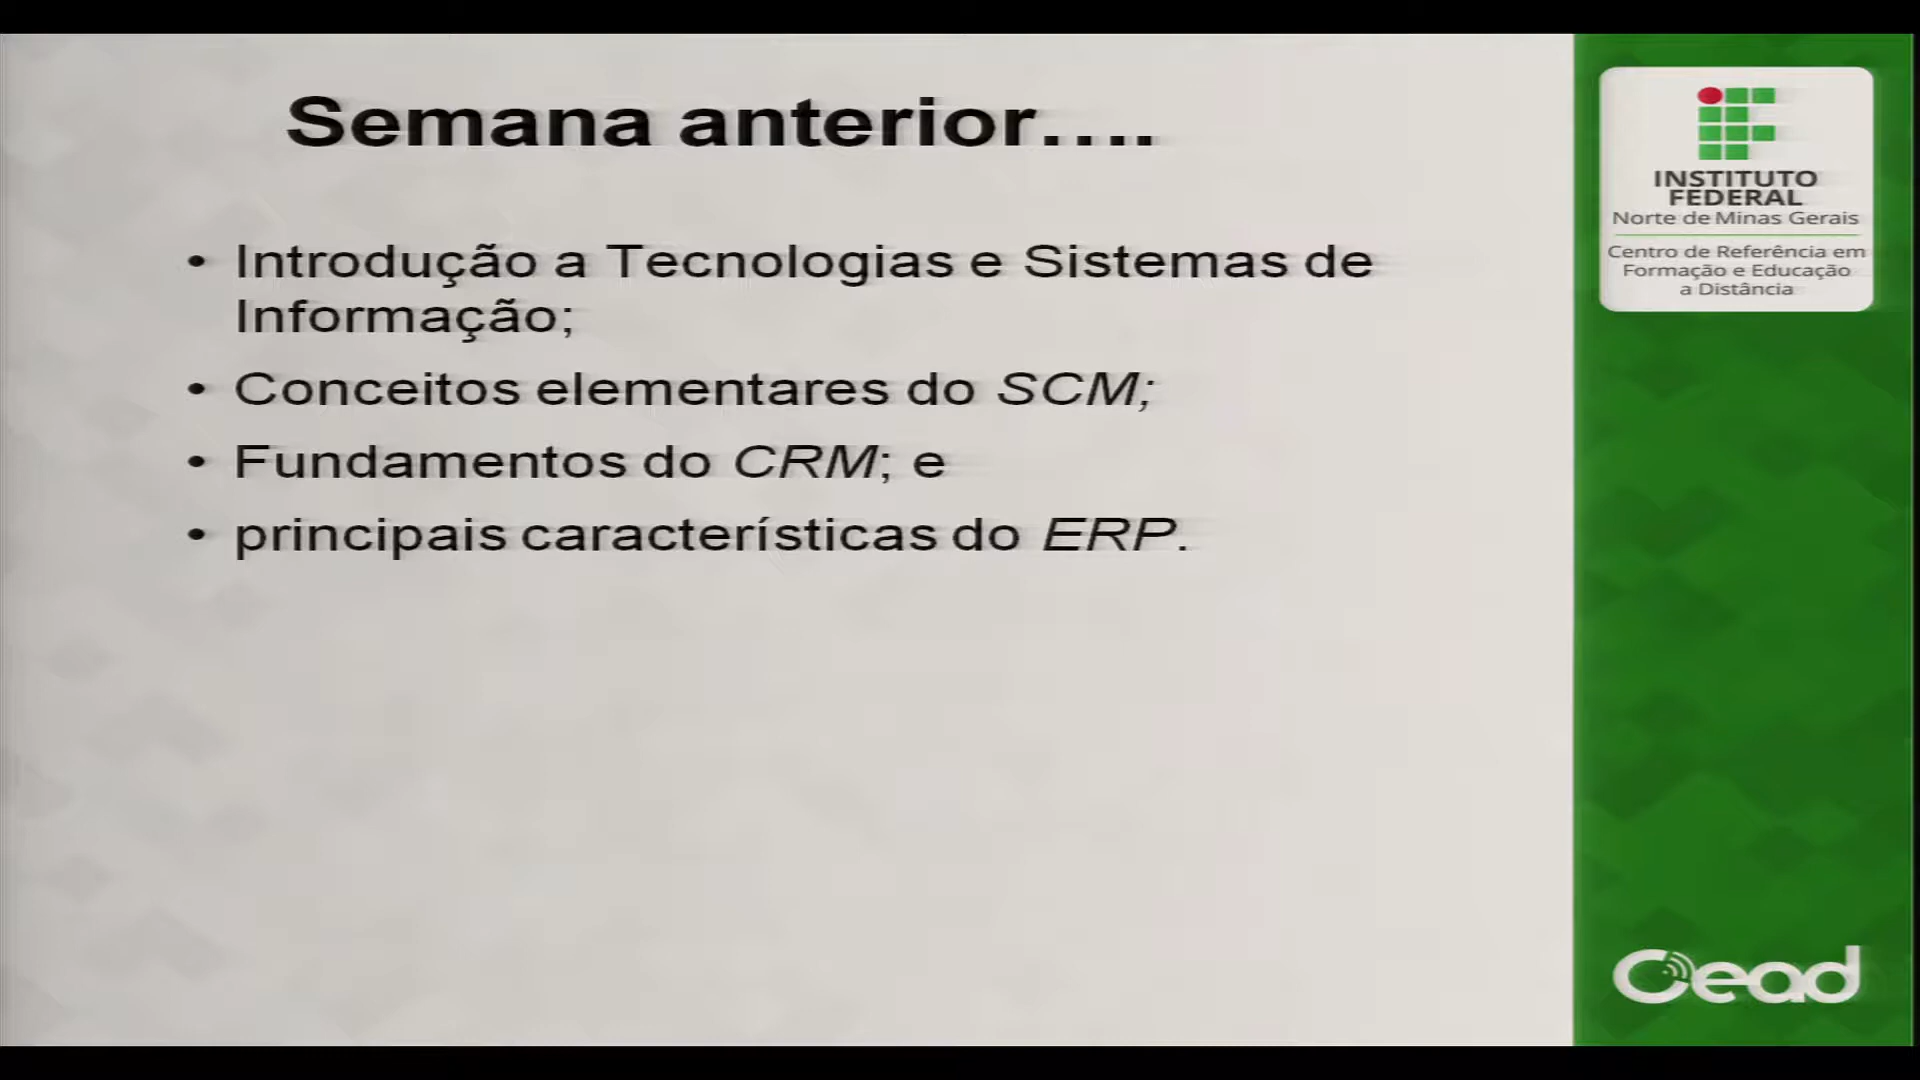 Semana anterior....
• Introdução a Tecnologias e Sistemas de
Informação;
• Conceitos elementares do SCM;
• Fundamentos do CRM; e
• principais características do ERP.
INSTITUTO
FEDERAL
Norte de Minas Gerais
Centro de Referência em
Formação e Educação
a Distância
Cead